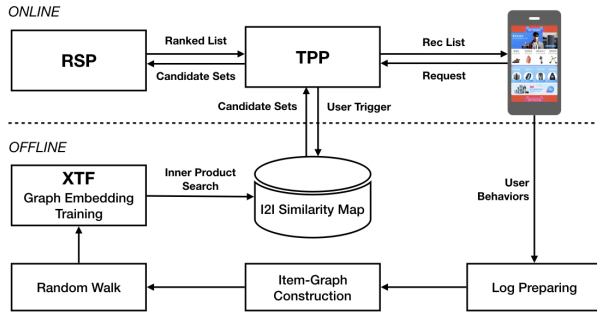 ONLINE
RSP
Ranked List
Candidate Sets
TPP
Rec List
Request
Candidate Sets
User Trigger
OFFLINE
XTF
Graph Embedding
Training
Inner Product
Search
I2I Similarity Map
User
Behaviors
Random Walk
Item-Graph
Construction
Log Preparing